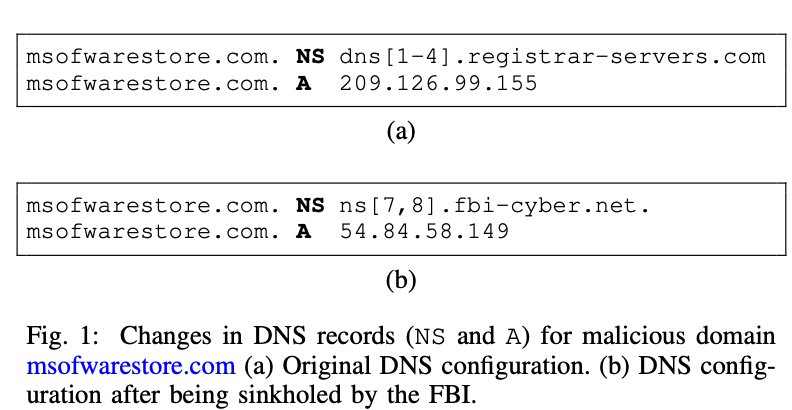 msofwarestore.com. NS dns[1-4].registrar-servers.com
msofwarestore.com. A 209.126.99.155
(a)
msofwarestore.com. NS ns[7,8].fbi-cyber.net.
msofwarestore.com. A 54.84.58.149
(b)
Fig. 1: Changes in DNS records (NS and A) for malicious domain
msofwarestore.com (a) Original DNS configuration. (b) DNS config-
uration after being sinkholed by the FBI.